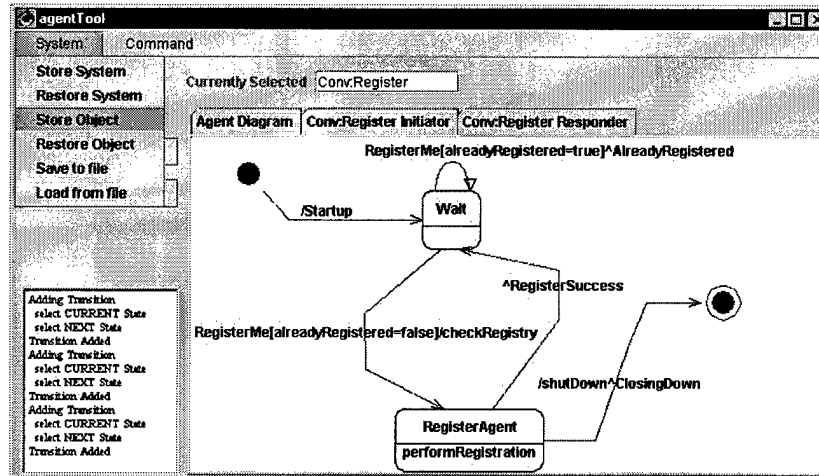 agentTool
System Command
Store System
Restore System
Store Object
Restore Object
Save to file
Load from file
Currently Selected Conv:Register
Agent Diagram Conv:Register Initiator Conv:Register Responder
RegisterMe[alreadyRegistered=true]^AlreadyRegistered
/Startup
Wait
^RegisterSuccess
RegisterMe[alreadyRegistered=false]/checkRegistry
/shutDown^ClosingDown
RegisterAgent
performRegistration
Adding Transition
select CURRENT State
select NEXT State
Transition Added
Adding Transition
select CURRENT State
select NEXT State
Transition Added
Adding Transition
select CURRENT State
select NEXT State
Transition Added